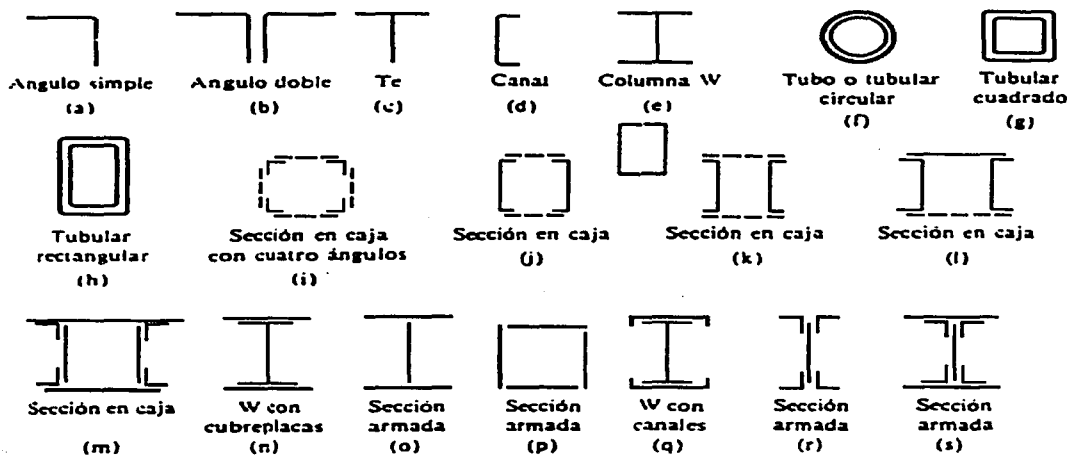 Angulo simple
(a)
Angulo doble
(b)
Te
(c)
Canal
(d)
Columna W
(e)
Tubo o tubular
circular
(f)
Tubular
cuadrado
(g)
Tubular
rectangular
(h)
Sección en caja
con cuatro ángulos
(i)
Sección en caja
(j)
Sección en caja
(k)
Sección en caja
(l)
Sección en caja
(m)
W con
cubreplacas
(n)
Sección
armada
(o)
Sección
armada
(p)
W con
canales
(q)
Sección
armada
(r)
Sección
armada
(s)